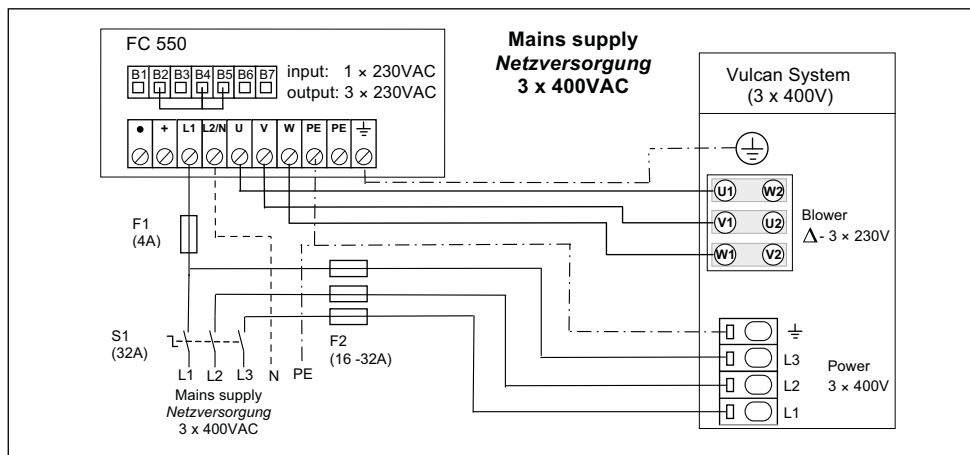 FC 550
B1 B2 B3 B4 B5 B6 B7
input: 1 × 230VAC
output: 3 × 230VAC
● + L1 L2/N U V W PE PE ⏚
Mains supply
Netzversorgung
3 x 400VAC
Vulcan System
(3 x 400V)
U1 W2
V1 U2
W1 V2
Blower
Δ - 3 × 230V
F1
(4A)
S1
(32A)
F2
(16 -32A)
L1 L2 L3 N PE
Mains supply
Netzversorgung
3 x 400VAC
⏚
L3
L2
L1
Power
3 × 400V